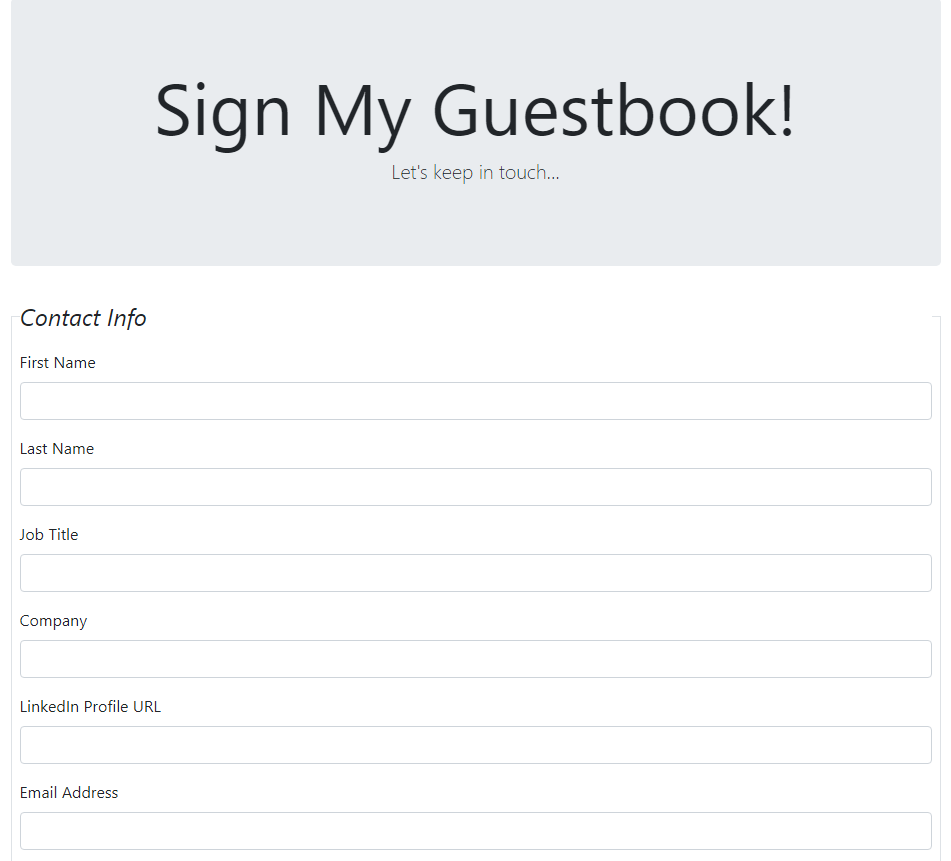 Sign My Guestbook!
Let's keep in touch...
Contact Info
First Name
Last Name
Job Title
Company
LinkedIn Profile URL
Email Address